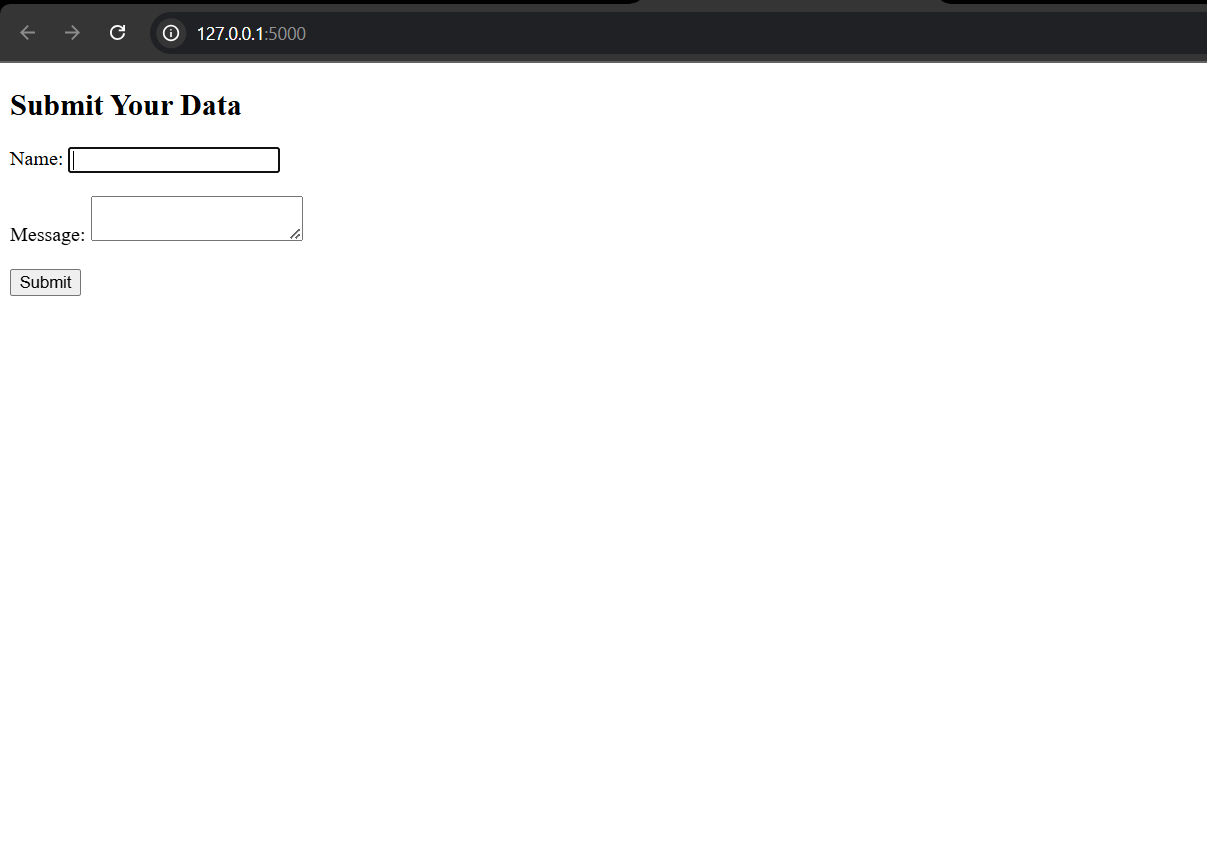 127.0.0.1:5000
Submit Your Data
Name:
Message:
Submit